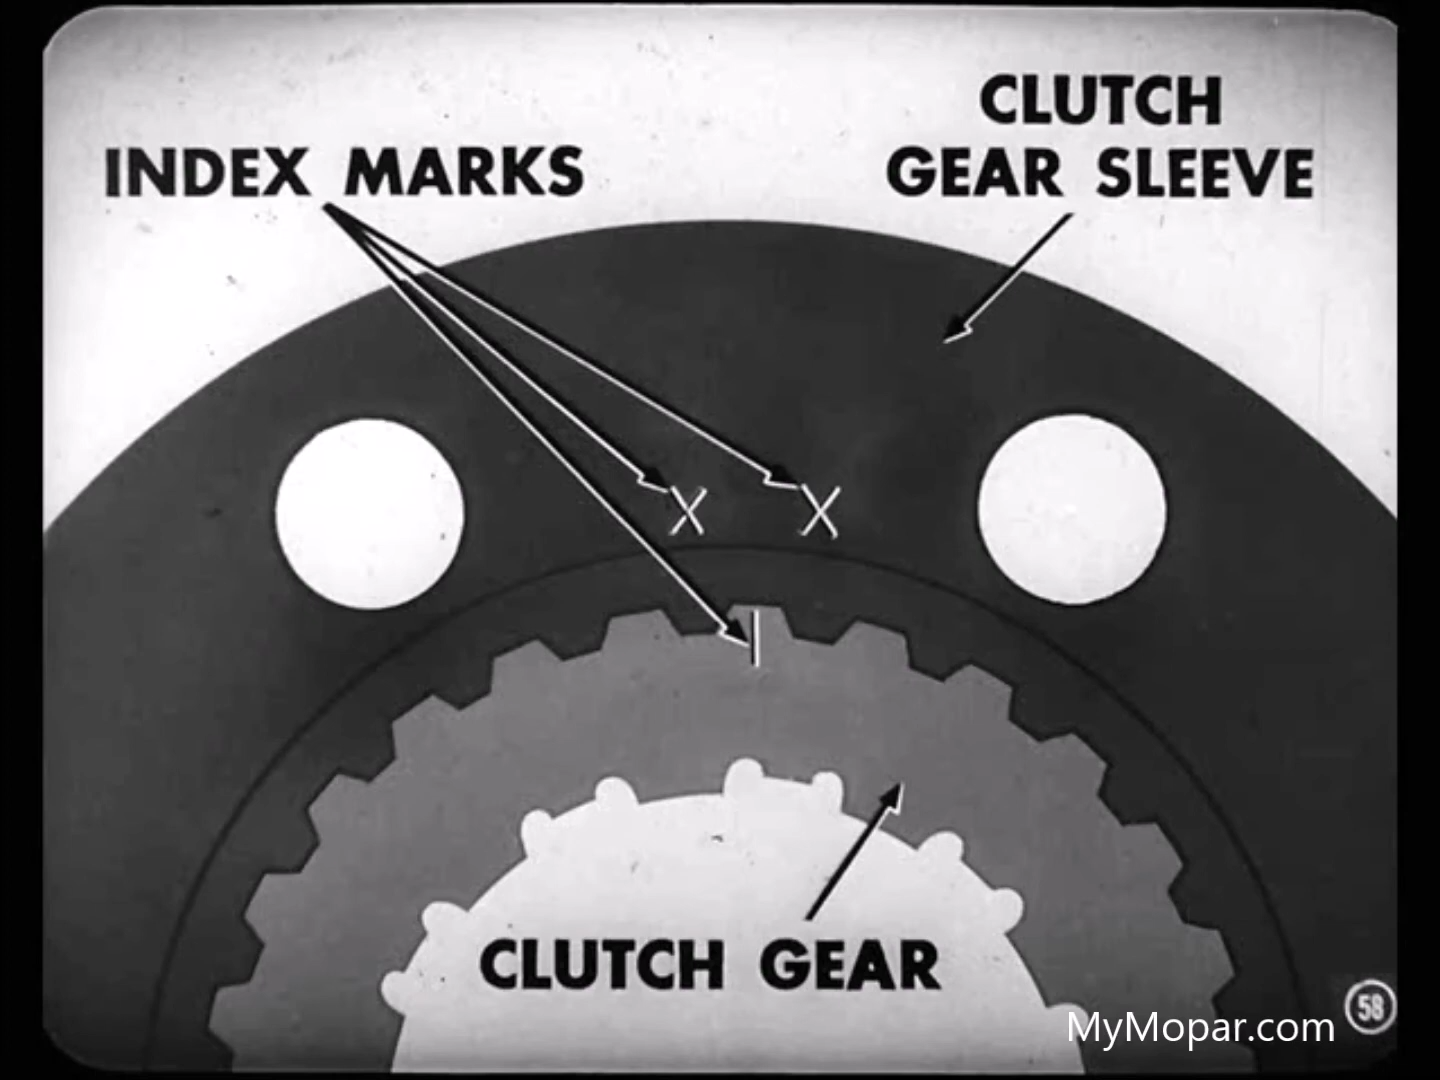 CLUTCH
GEAR SLEEVE
INDEX MARKS
X X
CLUTCH GEAR
58
MyMopar.com